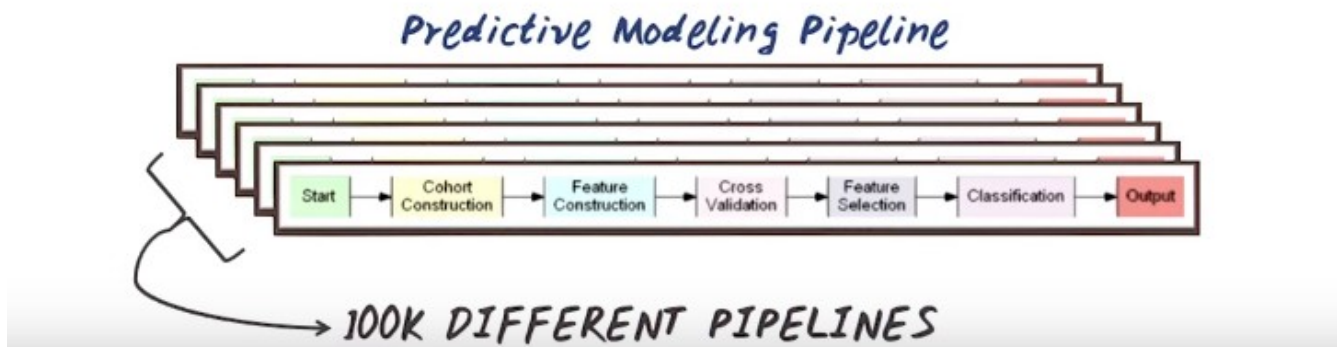 Predictive Modeling Pipeline
Start
Cohort
Construction
Feature
Construction
Cross
Validation
Feature
Selection
Classification
Output
100K DIFFERENT PIPELINES